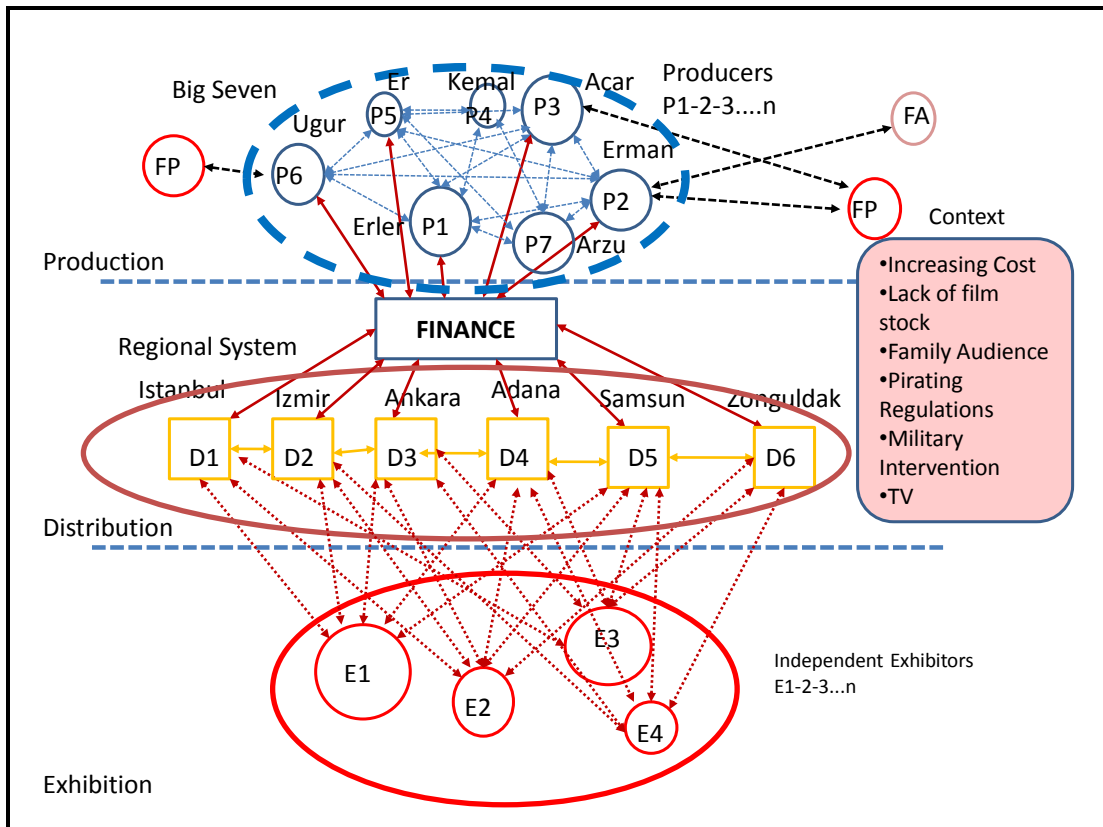 Big Seven
Er
Kemal
Acar
Producers
P1-2-3....n
Ugur
P5
P4
P3
FA
FP
P6
Erman
P2
FP
Erler
P1
P7
Arzu
Context
Production
•Increasing Cost
•Lack of film
stock
•Family Audience
•Pirating
Regulations
•Military
Intervention
•TV
FINANCE
Regional System
Istanbul
Izmir
Ankara
Adana
Samsun
Zonguldak
D1
D2
D3
D4
D5
D6
Distribution
E1
E2
E3
E4
Independent Exhibitors
E1-2-3...n
Exhibition